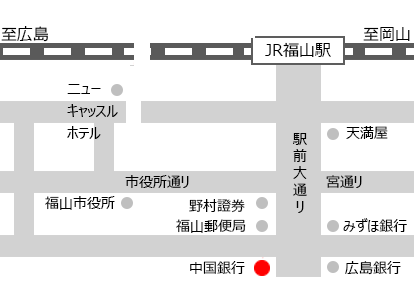 至広島
至岡山
JR福山駅
ニュー
キャッスル
ホテル
天満屋
駅前大通り
市役所通り
宮通り
福山市役所
野村證券
福山郵便局
みずほ銀行
中国銀行
広島銀行